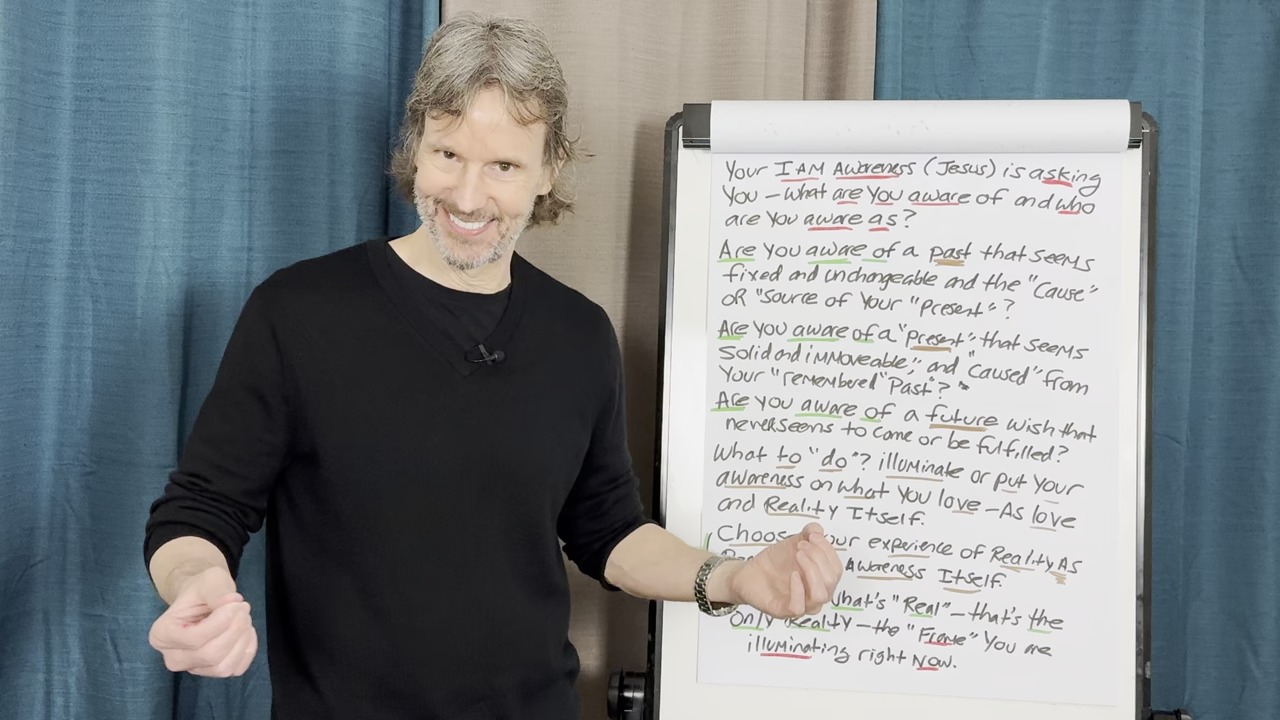 Your I AM Awareness (Jesus) is asking
You – what are you aware of and who
are you aware as?
Are you aware of a past that seems
fixed and unchangeable and the "Cause"
OR "Source of Your "Present"?
Are you aware of a "present" that seems
Solid and immoveable; and "caused" from
Your "remembered "Past"?
Are you aware of a future wish that
never seems to come or be fulfilled?
What to "do"? illuminate or put your
awareness on what you love – As love
and Reality Itself.
Choose your experience of Reality As
Awareness Itself.
what's "Real" – that's the
only Reality – the "Frame" You are
illuminating right Now.